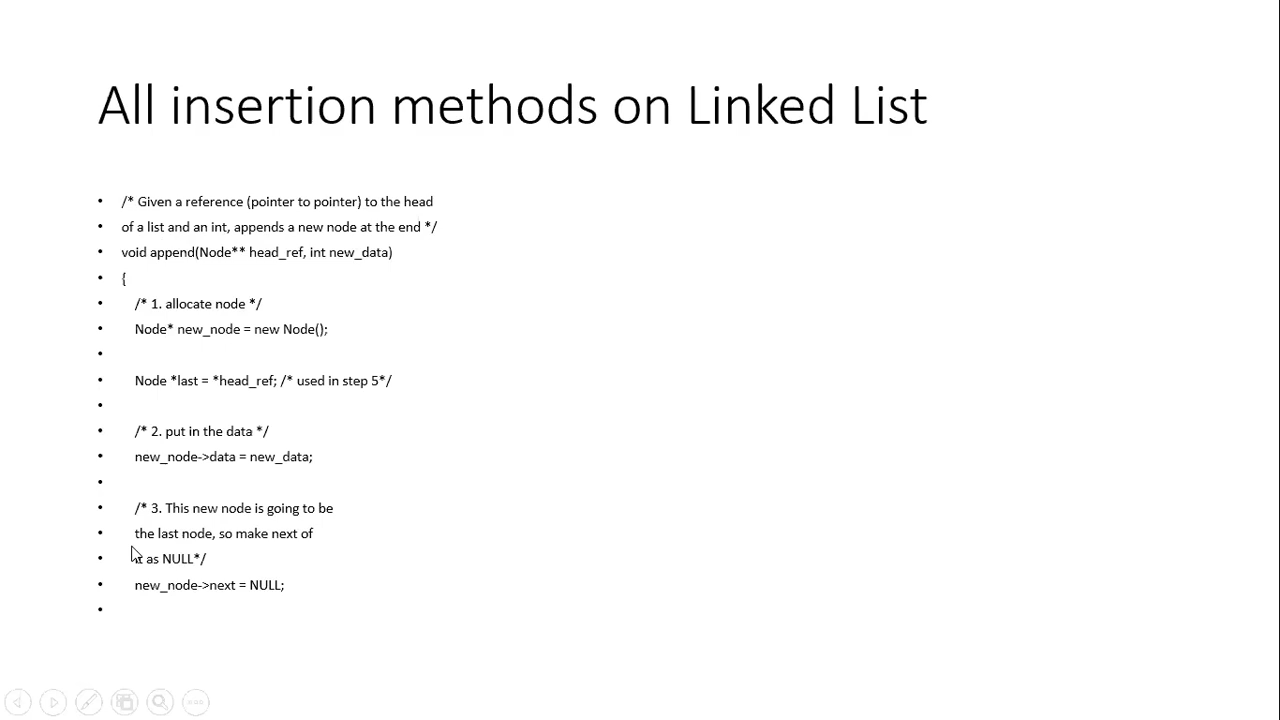 All insertion methods on Linked List
• /* Given a reference (pointer to pointer) to the head
• of a list and an int, appends a new node at the end */
• void append(Node** head_ref, int new_data)
• {
• /* 1. allocate node */
• Node* new_node = new Node();
•
• Node *last = *head_ref; /* used in step 5*/
•
• /* 2. put in the data */
• new_node->data = new_data;
•
• /* 3. This new node is going to be
• the last node, so make next of
• as NULL*/
• new_node->next = NULL;
•